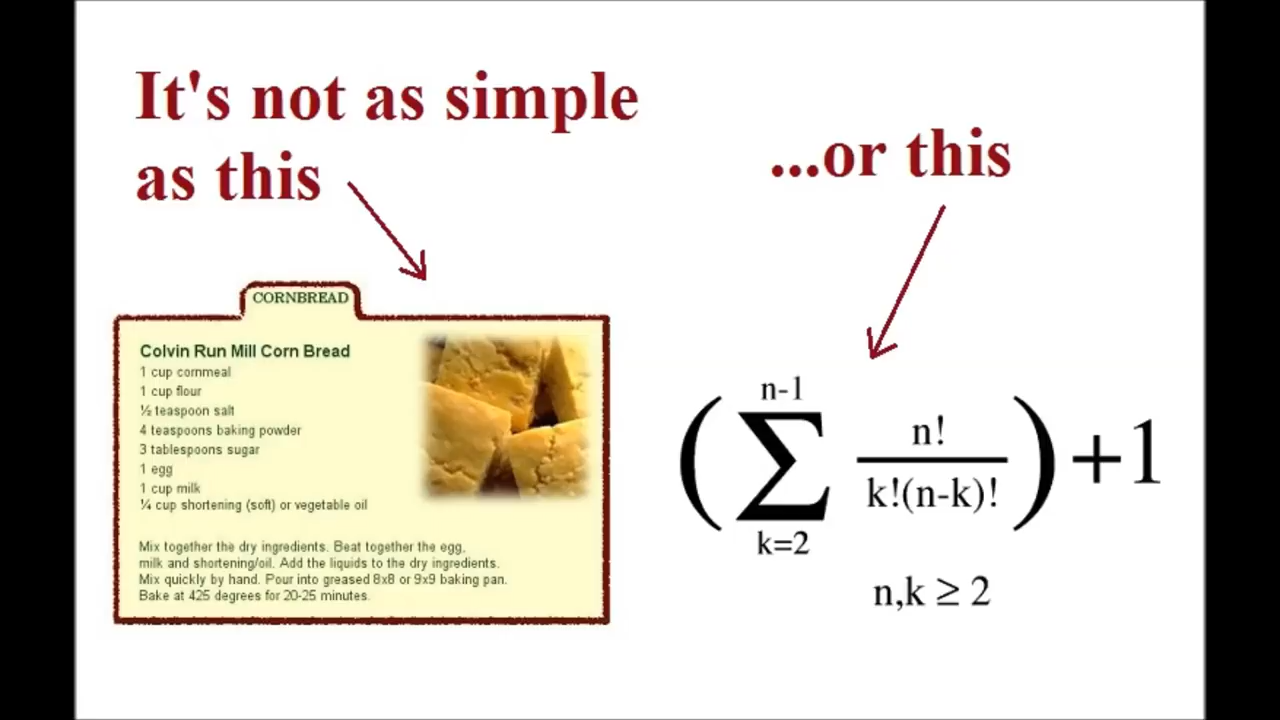 It's not as simple
as this
...or this
CORNBREAD
Colvin Run Mill Corn Bread
1 cup cornmeal
1 cup flour
½ teaspoon salt
4 teaspoons baking powder
3 tablespoons sugar
1 egg
1 cup milk
¼ cup shortening (soft) or vegetable oil
Mix together the dry ingredients. Beat together the egg,
milk and shortening/oil. Add the liquids to the dry ingredients.
Mix quickly by hand. Pour into greased 8x8 or 9x9 baking pan.
Bake at 425 degrees for 20-25 minutes.
n-1
n!
( Σ ) +1
k!(n-k)!
k=2
n,k ≥ 2